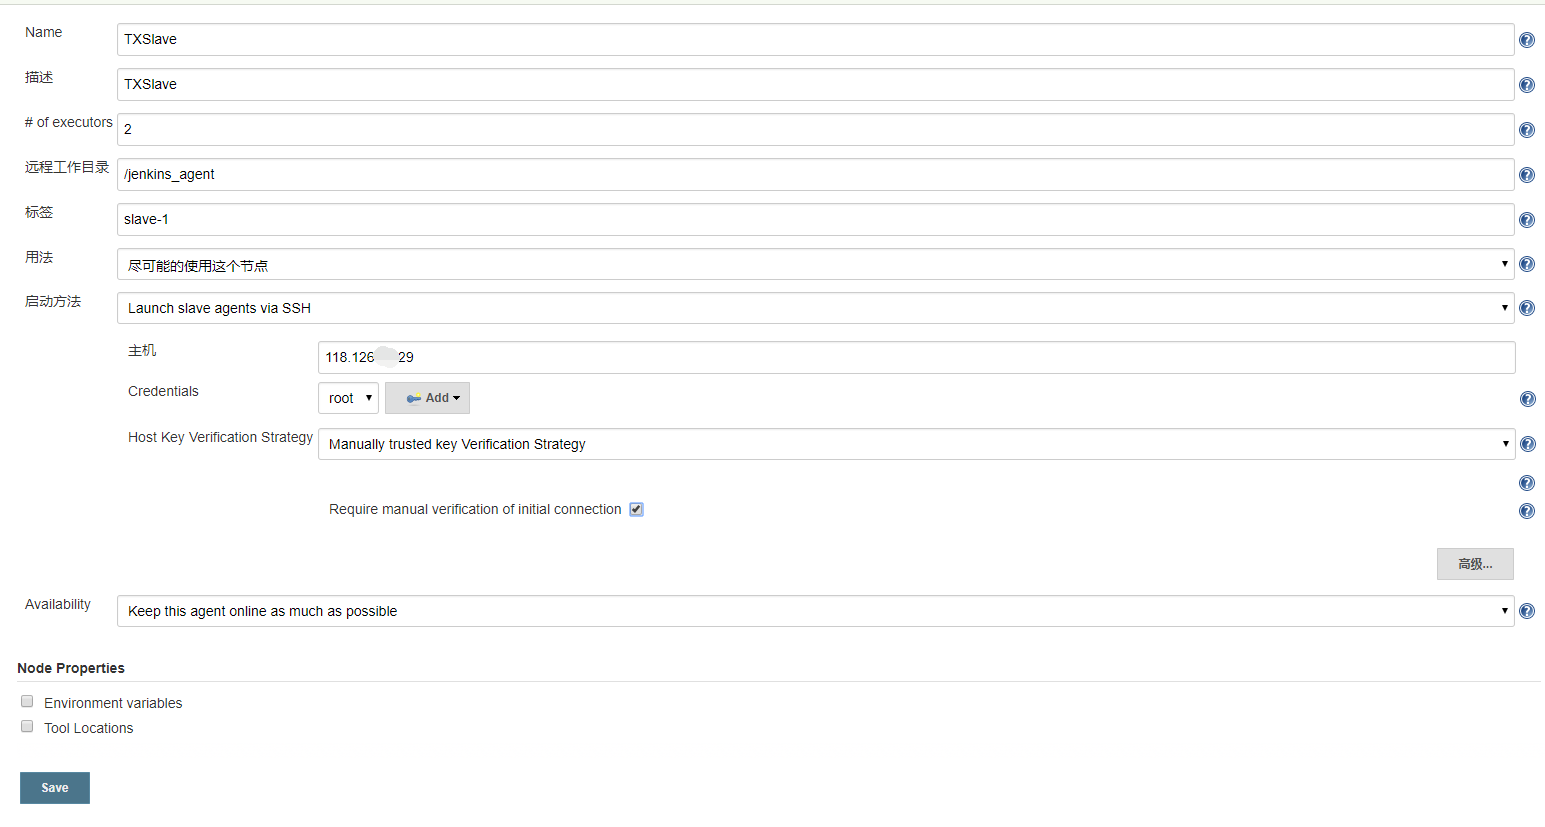 Name
TXSlave
描述
TXSlave
# of executors
2
远程工作目录
/jenkins_agent
标签
slave-1
用法
尽可能的使用这个节点
启动方法
Launch slave agents via SSH
主机
118.126 29
Credentials
root
Add
Host Key Verification Strategy
Manually trusted key Verification Strategy
Require manual verification of initial connection
高级...
Availability
Keep this agent online as much as possible
Node Properties
Environment variables
Tool Locations
Save